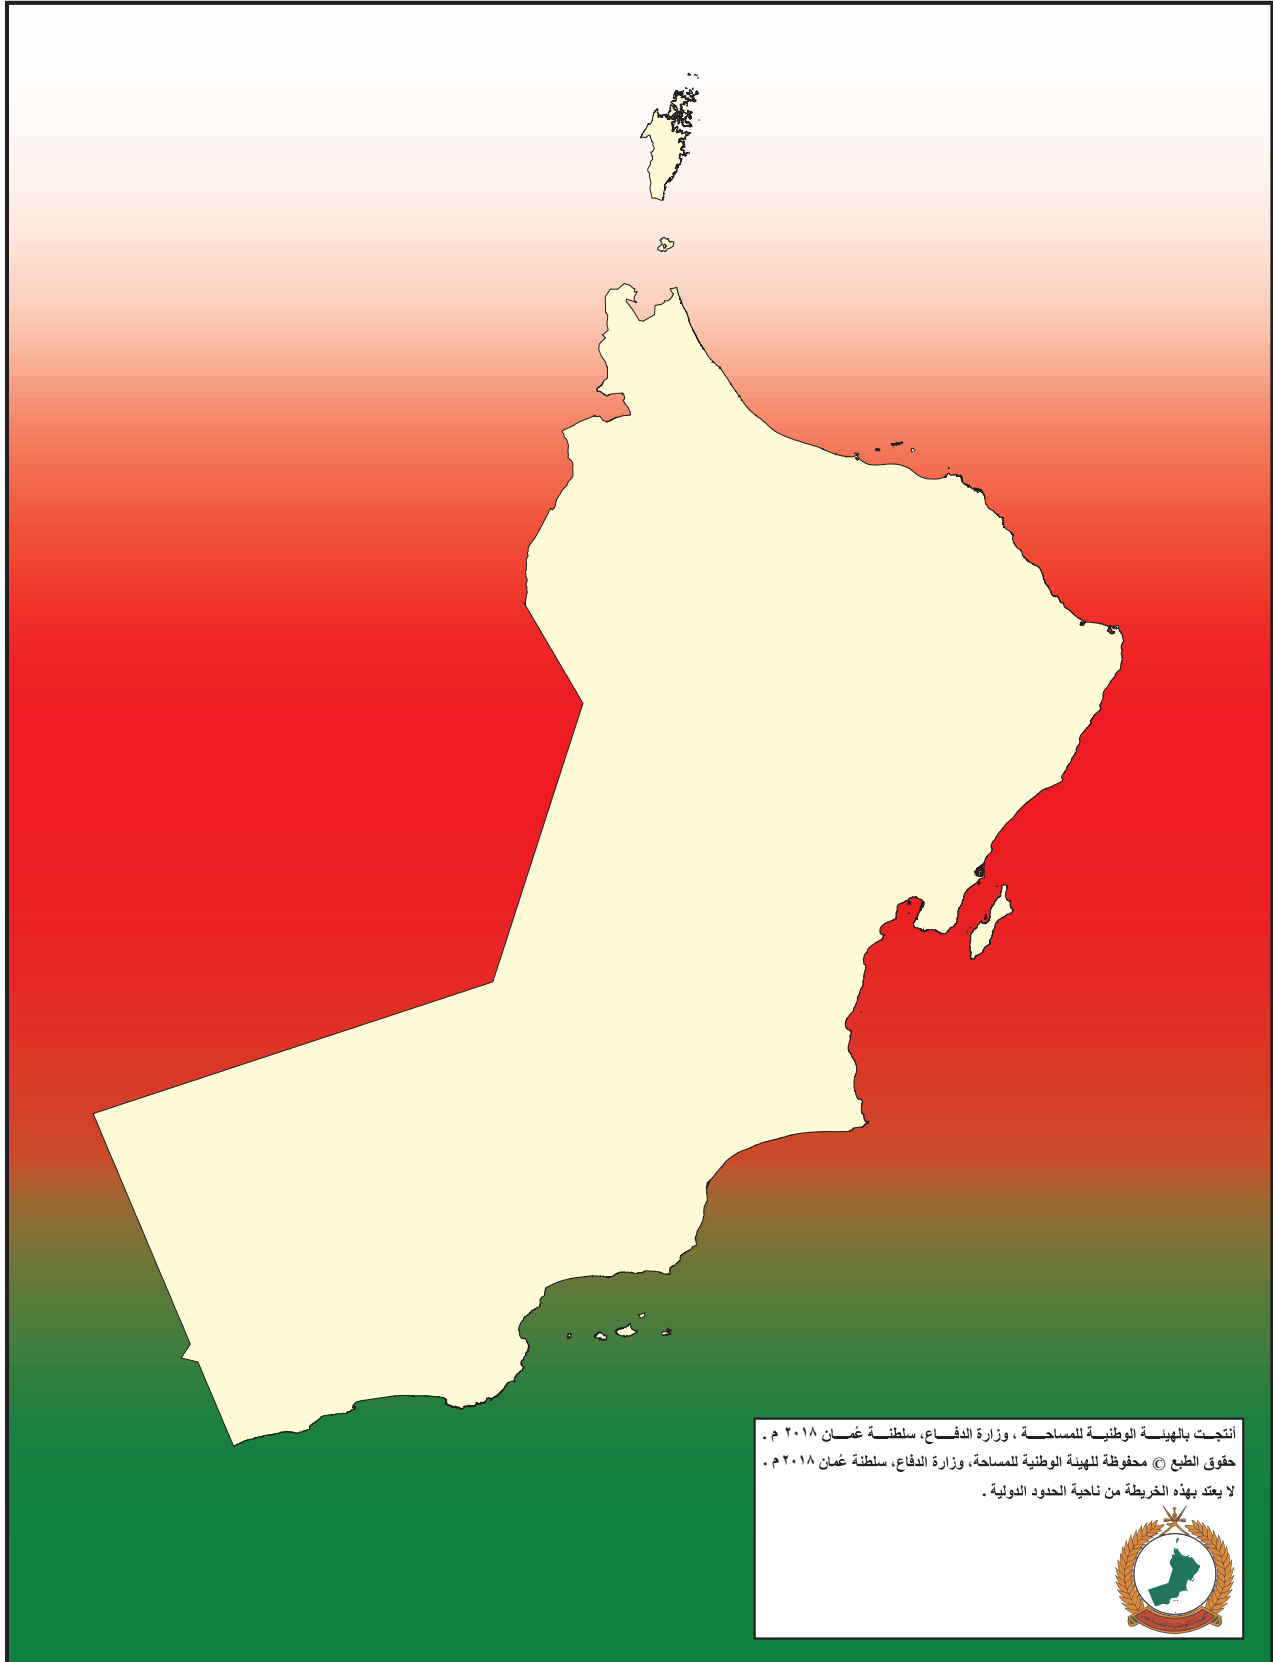 أنتجـــت بالهيئـــة الوطنيـــة للمساحـــة ، وزارة الدفـــاع، سلطنـــة عُمـــان ٢٠١٨ م .
حقوق الطبع © محفوظة للهيئة الوطنية للمساحة، وزارة الدفاع، سلطنة عُمان ٢٠١٨ م .
لا يعتد بهذه الخريطة من ناحية الحدود الدولية .